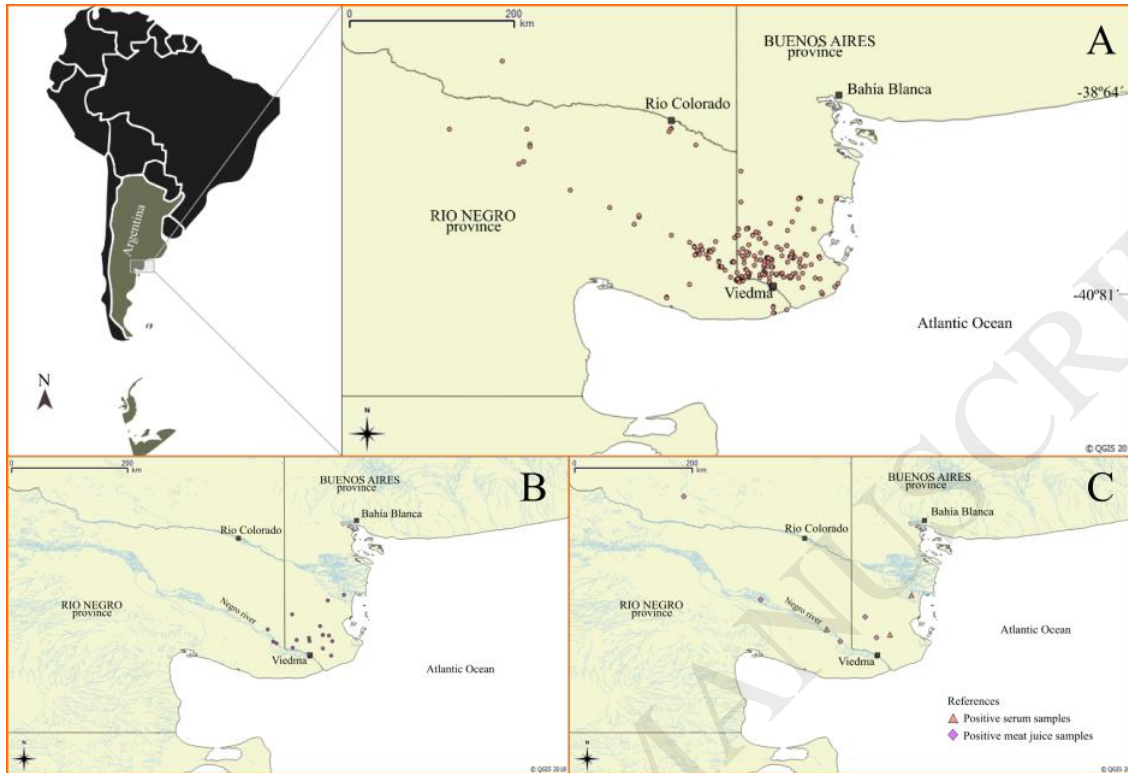 Argentina
N
0
200
km
A
BUENOS AIRES
province
Bahía Blanca
-38º64´
Rio Colorado
RIO NEGRO
province
Viedma
-40º81´
Atlantic Ocean
N
© QGIS 20
0
200
km
B
BUENOS AIRES
province
Bahía Blanca
Rio Colorado
RIO NEGRO
province
Negro river
Viedma
Atlantic Ocean
N
© QGIS 2018
0
200
km
C
BUENOS AIRES
province
Bahía Blanca
Rio Colorado
RIO NEGRO
province
Negro river
Viedma
Atlantic Ocean
References
Positive serum samples
Positive meat juice samples
N
© QGIS 20
MANUSCRI